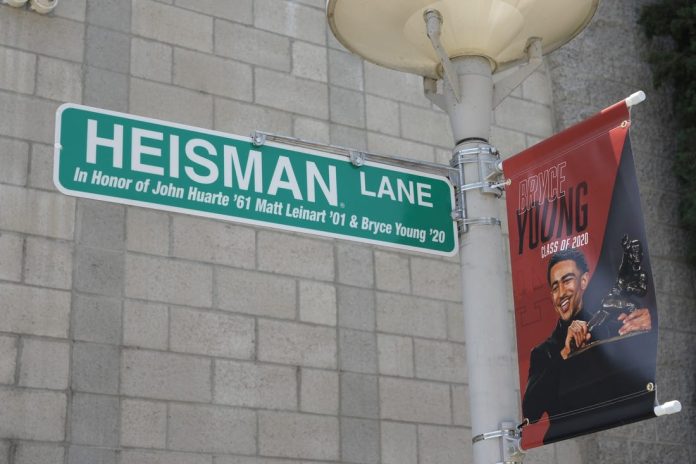 HEISMAN® LANE
In Honor of John Huarte '61 Matt Leinart '01 & Bryce Young '20
BRYCE
YOUNG
CLASS OF 2020